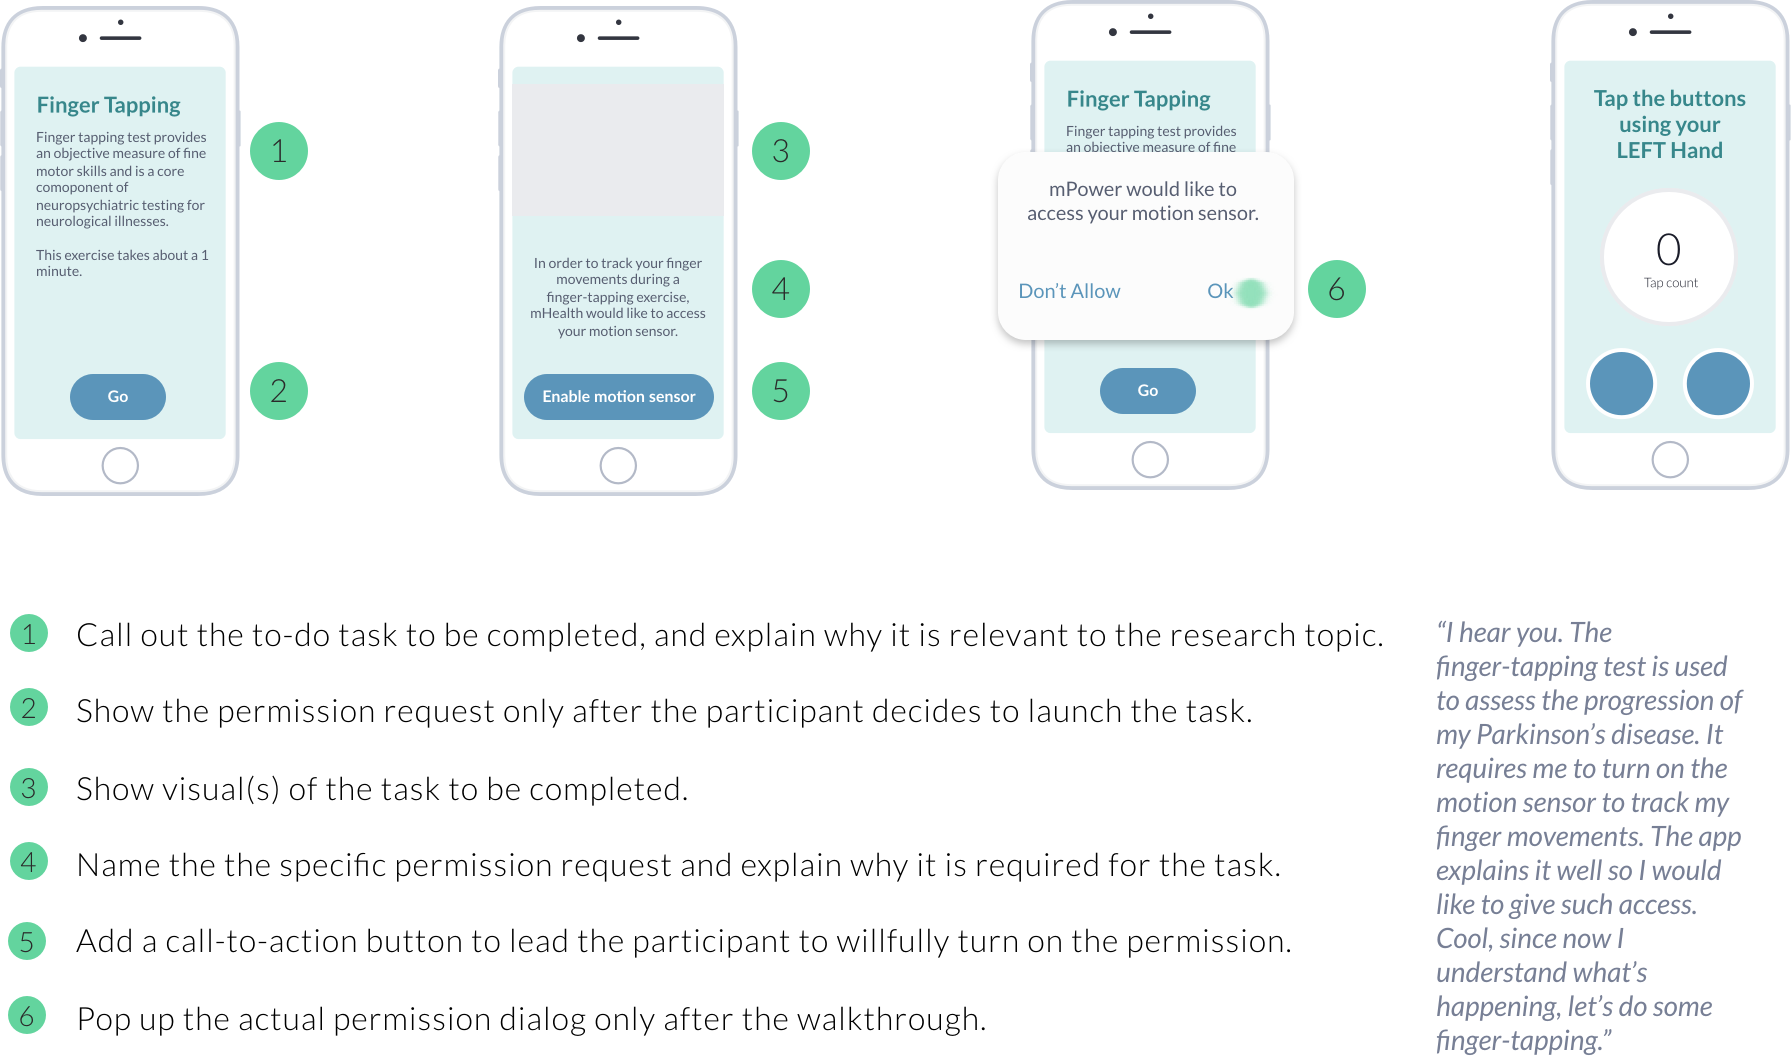 Finger Tapping
Finger tapping test provides
an objective measure of fine
motor skills and is a core
comoponent of
neuropsychiatric testing for
neurological illnesses.
This exercise takes about a 1
minute.
Go
1
2
In order to track your finger
movements during a
finger-tapping exercise,
mHealth would like to access
your motion sensor.
Enable motion sensor
3
4
5
Finger Tapping
Finger tapping test provides
an objective measure of fine
mPower would like to
access your motion sensor.
Don't Allow Ok
Go
6
Tap the buttons
using your
LEFT Hand
0
Tap count
1 Call out the to-do task to be completed, and explain why it is relevant to the research topic.
2 Show the permission request only after the participant decides to launch the task.
3 Show visual(s) of the task to be completed.
4 Name the the specific permission request and explain why it is required for the task.
5 Add a call-to-action button to lead the participant to willfully turn on the permission.
6 Pop up the actual permission dialog only after the walkthrough.
“I hear you. The
finger-tapping test is used
to assess the progression of
my Parkinson’s disease. It
requires me to turn on the
motion sensor to track my
finger movements. The app
explains it well so I would
like to give such access.
Cool, since now I
understand what’s
happening, let’s do some
finger-tapping.”